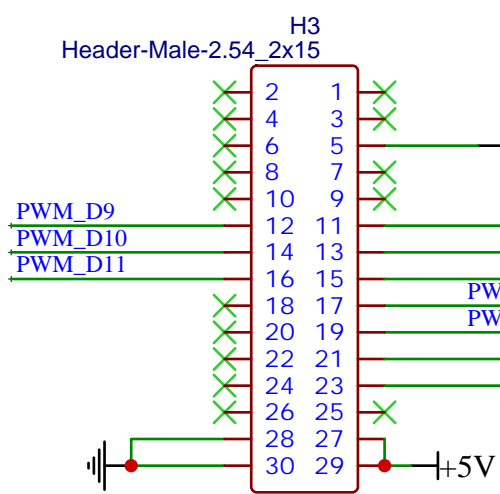 H3
Header-Male-2.54_2x15
2 1
4 3
6 5
8 7
10 9
PWM_D9 12 11
PWM_D10 14 13
PWM_D11 16 15
18 17 PW
20 19 PW
22 21
24 23
26 25
28 27
30 29 +5V